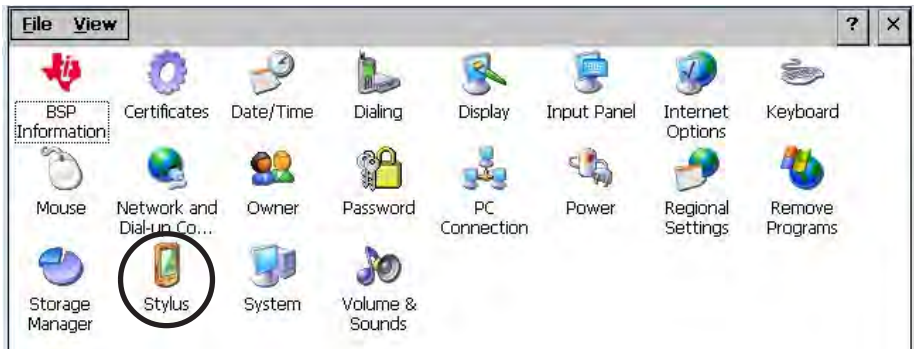 File View ? ×
BSP Certificates Date/Time Dialing Display Input Panel Internet Keyboard
Information Options
Mouse Network and Owner Password PC Power Regional Remove
Dial-up Co... Connection Settings Programs
Storage Stylus System Volume &
Manager Sounds